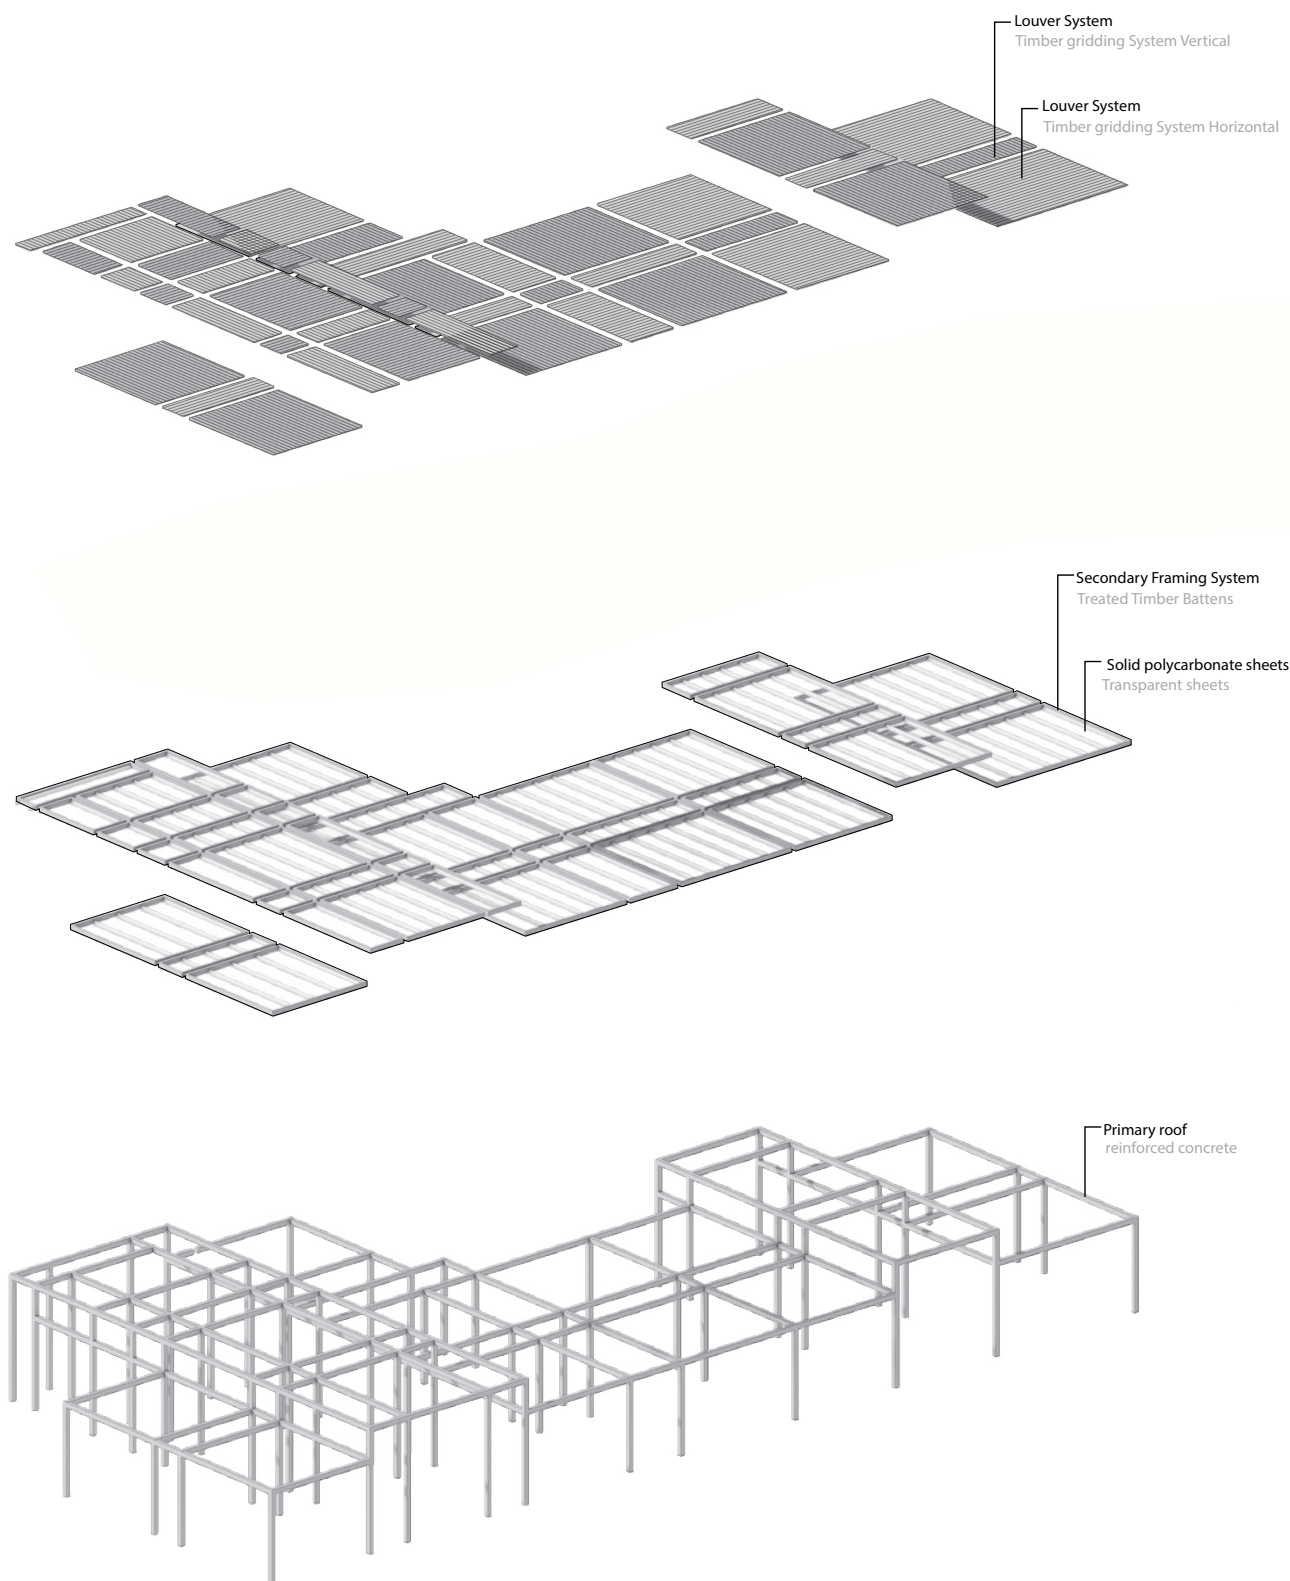 Louver System
Timber gridding System Vertical
Louver System
Timber gridding System Horizontal
Secondary Framing System
Treated Timber Battens
Solid polycarbonate sheets
Transparent sheets
Primary roof
reinforced concrete